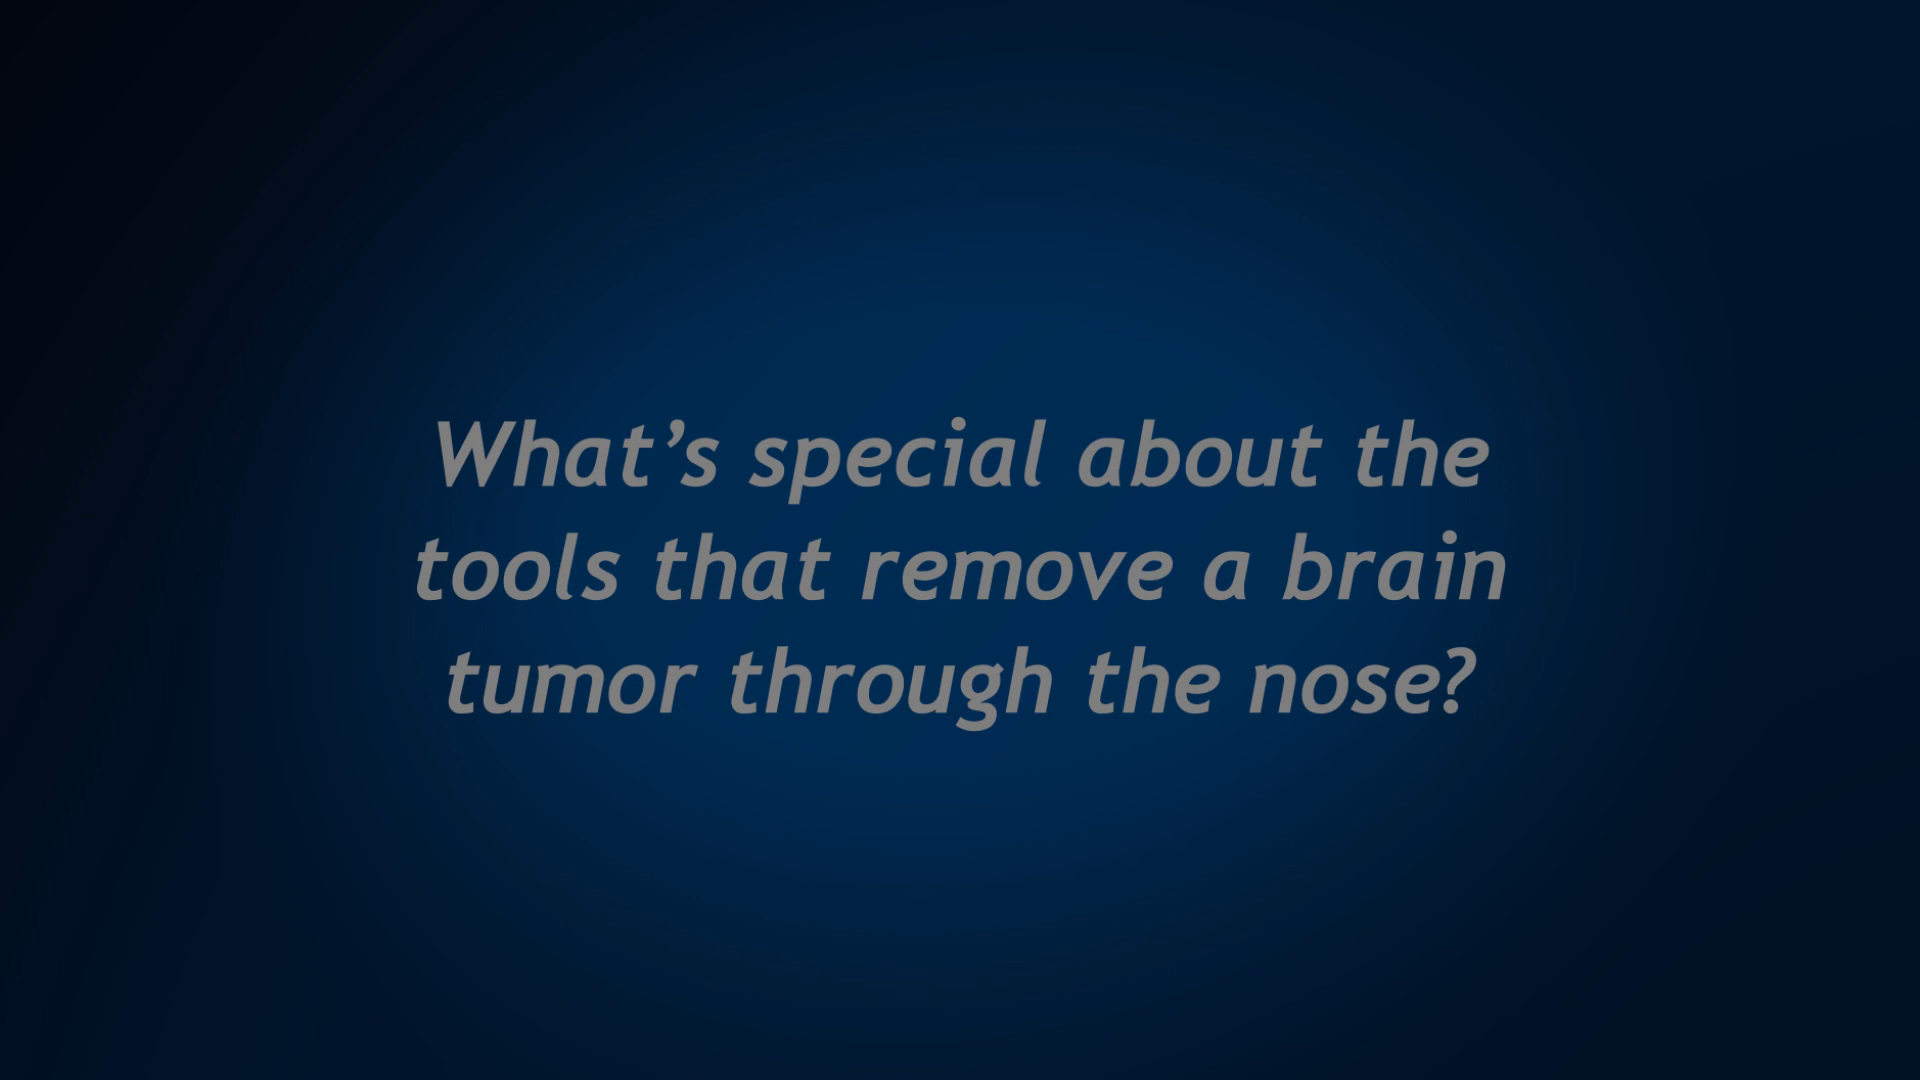 What’s special about the
tools that remove a brain
tumor through the nose?